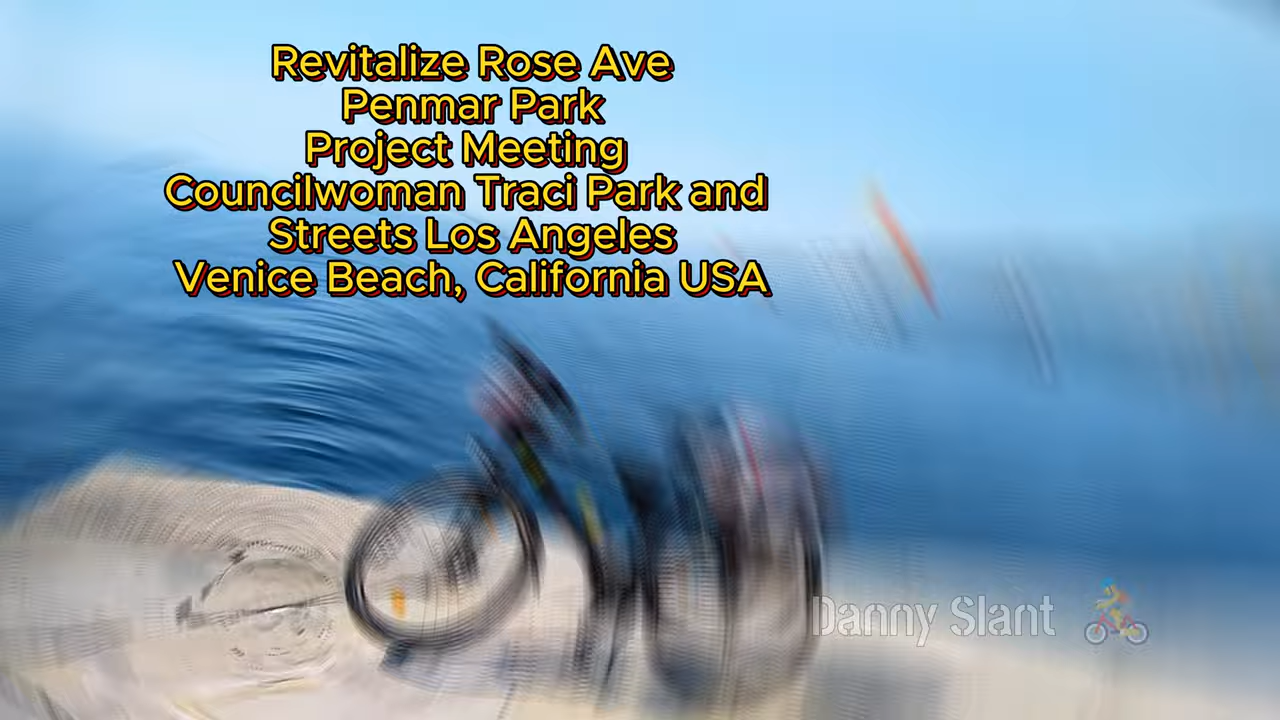 Revitalize Rose Ave
Penmar Park
Project Meeting
Councilwoman Traci Park and
Streets Los Angeles
Venice Beach, California USA
Danny Slant